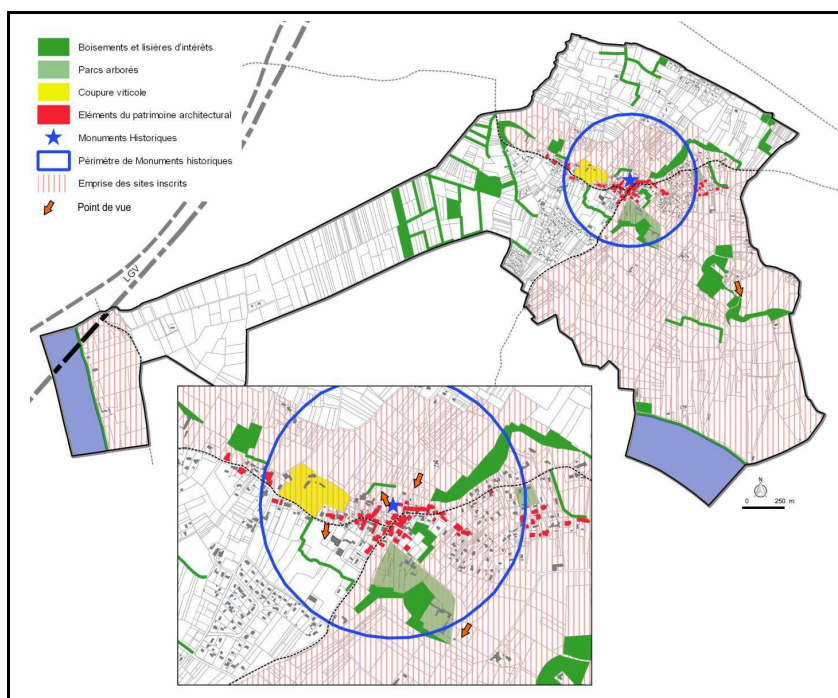 Boisements et lisières d'intérêts
Parcs arborés
Coupure viticole
Eléments du patrimoine architectural
Monuments Historiques
Périmètre de Monuments historiques
Emprise des sites inscrits
Point de vue
LGV
N
0 250 m